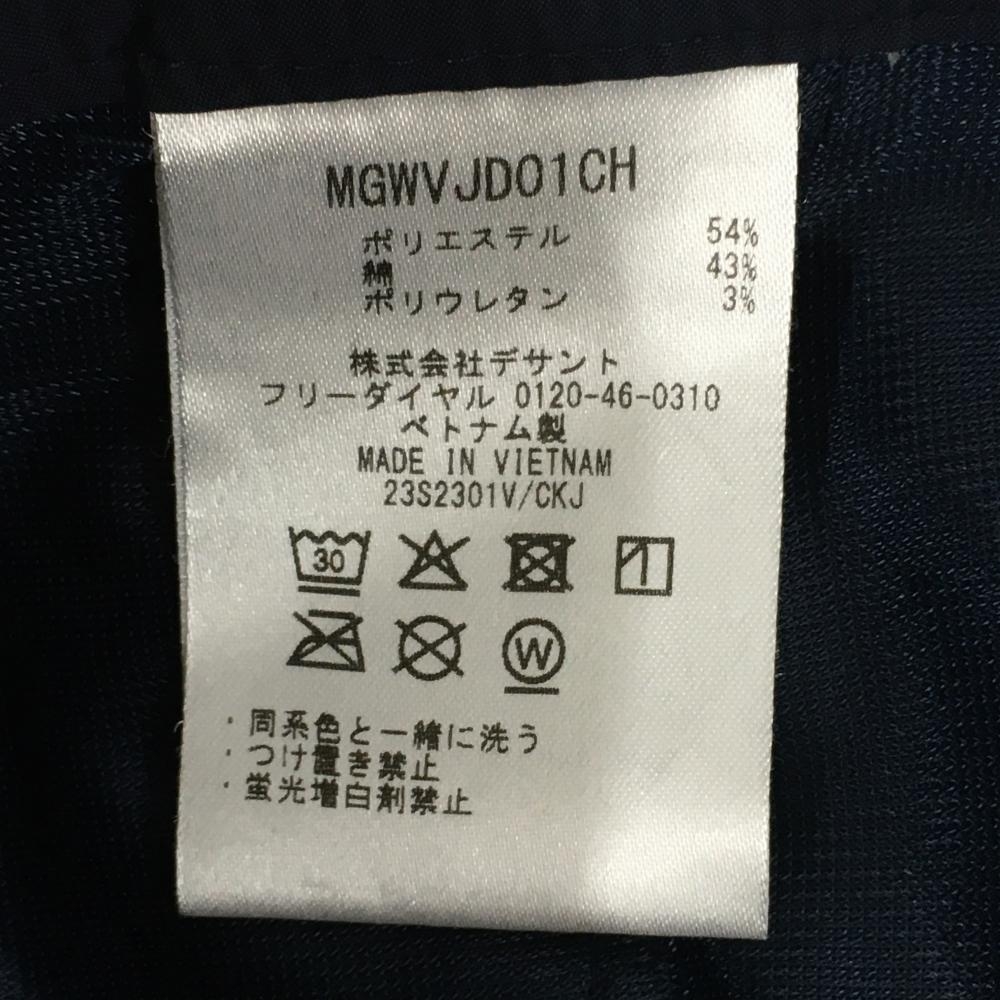 MGWVJD01CH
ポリエステル 54%
綿 43%
ポリウレタン 3%
株式会社デサント
フリーダイヤル 0120-46-0310
ベトナム製
MADE IN VIETNAM
23S2301V/CKJ
30
W
・同系色と一緒に洗う
・つけ置き禁止
・蛍光増白剤禁止